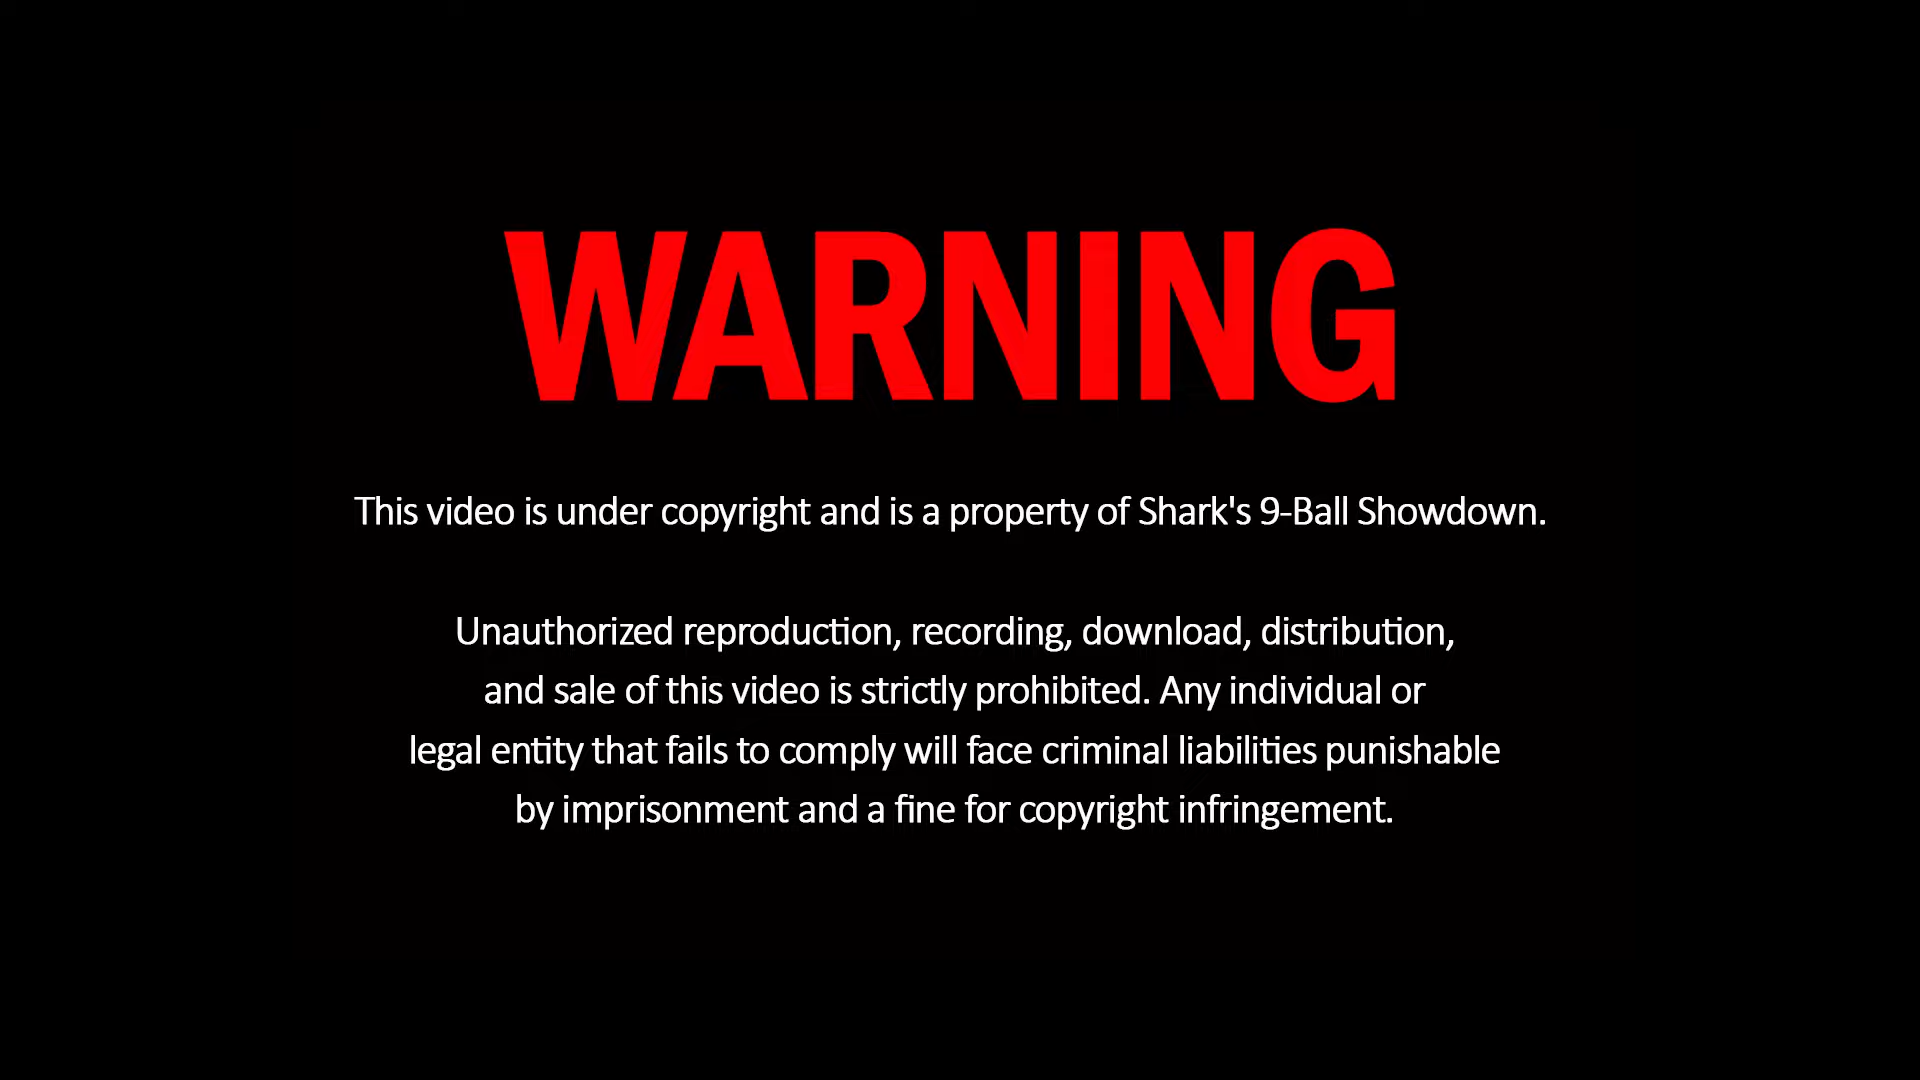 WARNING
This video is under copyright and is a property of Shark's 9-Ball Showdown.
Unauthorized reproduction, recording, download, distribution,
and sale of this video is strictly prohibited. Any individual or
legal entity that fails to comply will face criminal liabilities punishable
by imprisonment and a fine for copyright infringement.